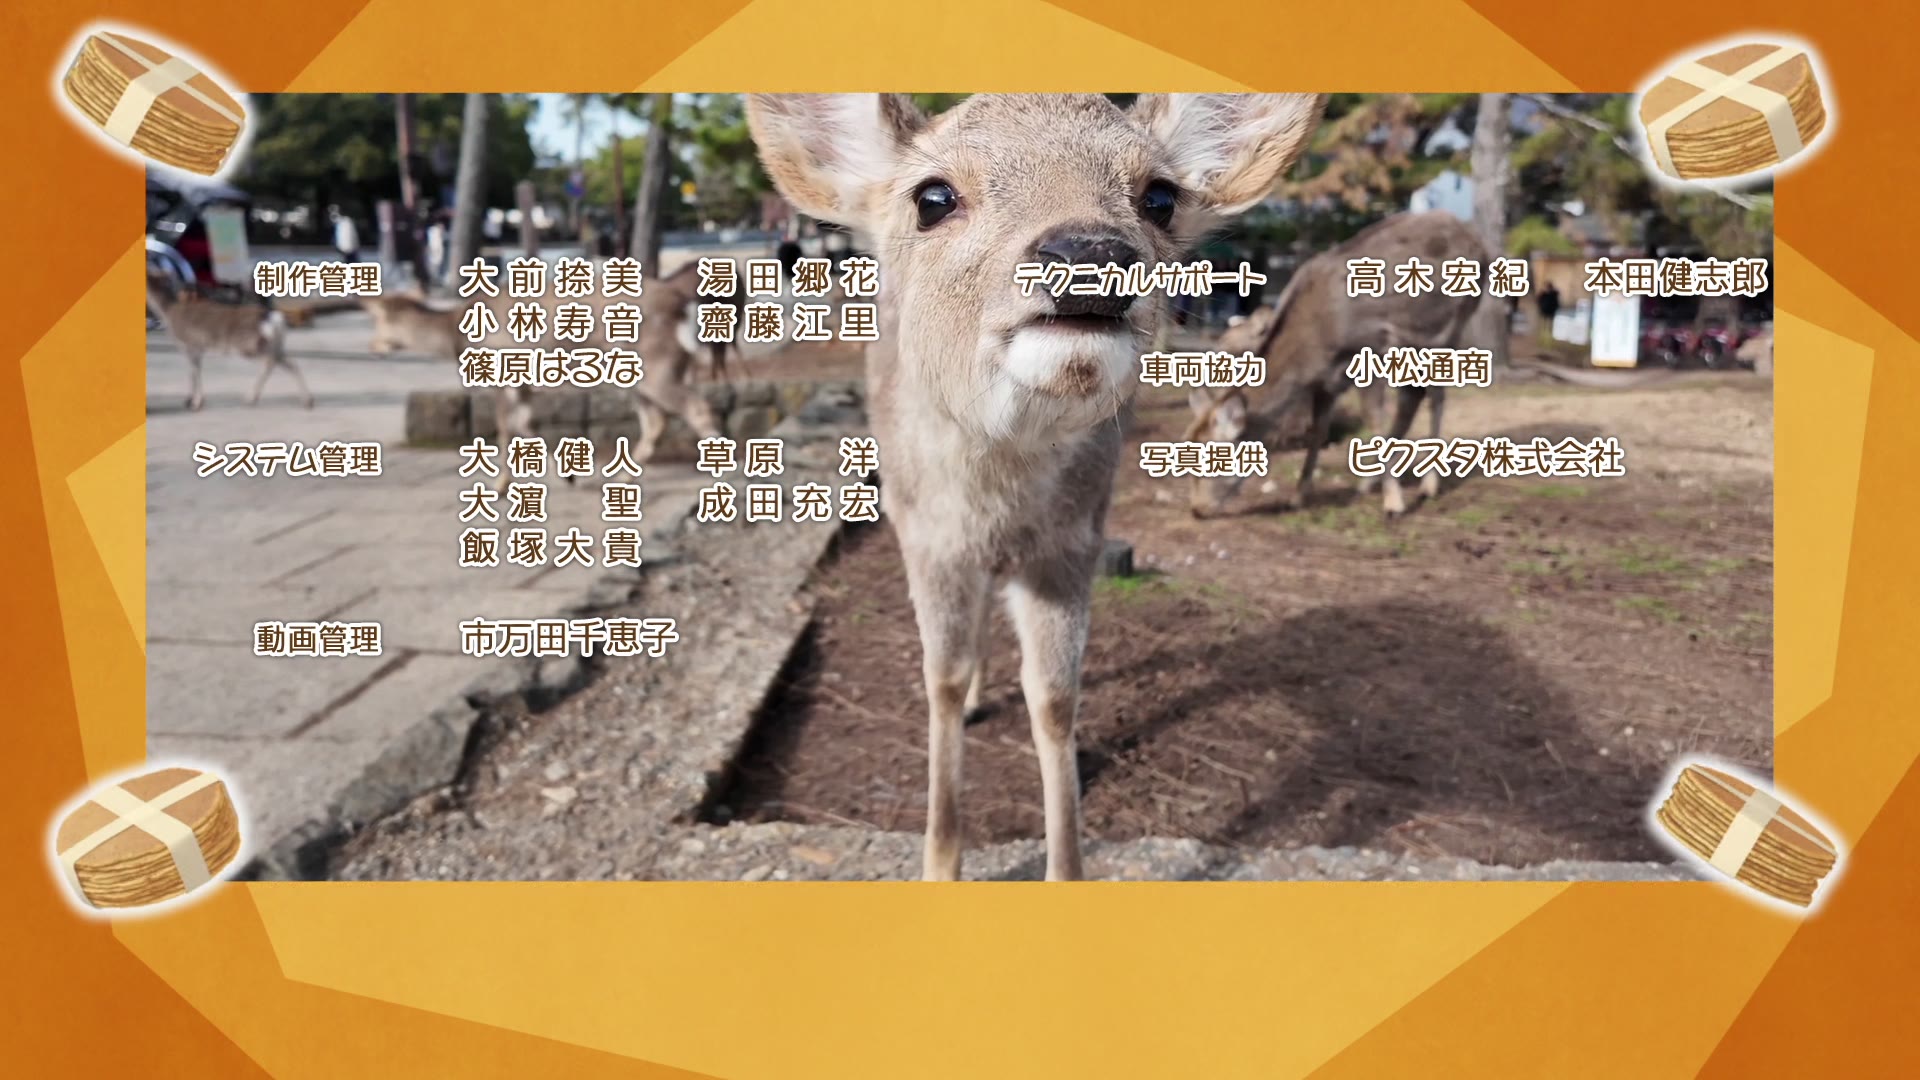 制作管理 大前捺美 湯田郷花
小林寿音 齋藤江里
篠原はるな
システム管理 大橋健人 草原 洋
大濵 聖 成田充宏
飯塚大貴
動画管理 市万田千恵子
テクニカルサポート 高木宏紀 本田健志郎
車両協力 小松通商
写真提供 ピクスタ株式会社